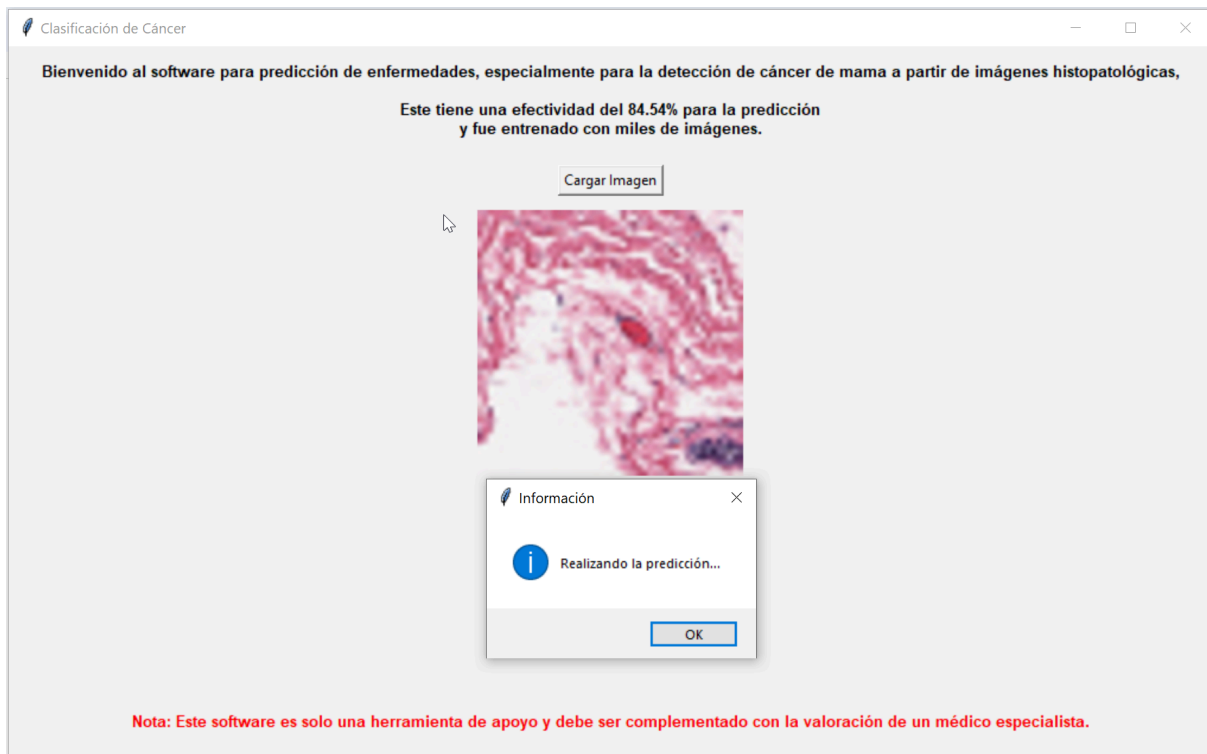 Clasificación de Cáncer
Bienvenido al software para predicción de enfermedades, especialmente para la detección de cáncer de mama a partir de imágenes histopatológicas,
Este tiene una efectividad del 84.54% para la predicción
y fue entrenado con miles de imágenes.
Cargar Imagen
Información
Realizando la predicción...
OK
Nota: Este software es solo una herramienta de apoyo y debe ser complementado con la valoración de un médico especialista.